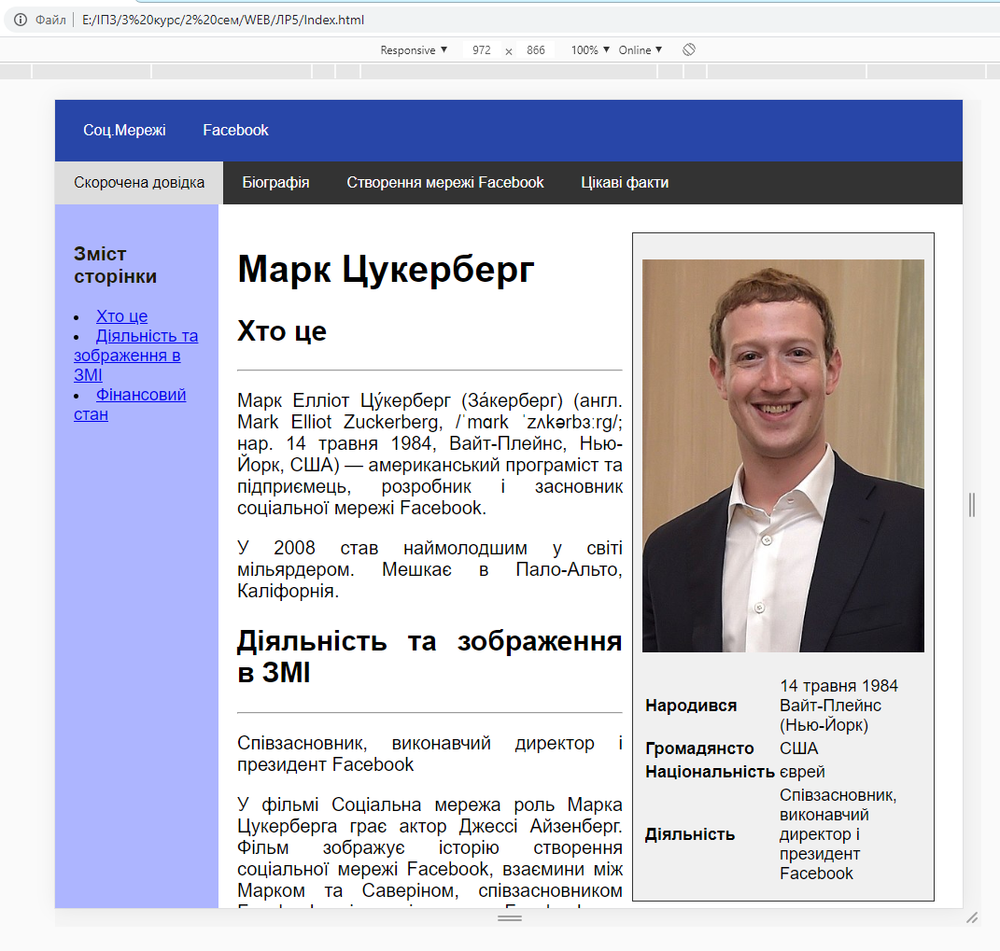 Файл | E:/ІПЗ/3%20курс/2%20сем/WEB/ЛР5/Index.html
Responsive ▼ 972 x 866 100% ▼ Online ▼
Соц.Мережі Facebook
Скорочена довідка Біографія Створення мережі Facebook Цікаві факти
Зміст
сторінки
• Хто це
• Діяльність та
зображення в
ЗМІ
• Фінансовий
стан
Марк Цукерберг
Хто це
Марк Елліот Цу́керберг (За́керберг) (англ.
Mark Elliot Zuckerberg, /ˈmɑrk ˈzʌkərbɜːrg/;
нар. 14 травня 1984, Вайт-Плейнс, Нью-
Йорк, США) — американський програміст та
підприємець, розробник і засновник
соціальної мережі Facebook.
У 2008 став наймолодшим у світі
мільярдером. Мешкає в Пало-Альто,
Каліфорнія.
Діяльність та зображення
в ЗМІ
Співзасновник, виконавчий директор і
президент Facebook
У фільмі Соціальна мережа роль Марка
Цукерберга грає актор Джессі Айзенберг.
Фільм зображує історію створення
соціальної мережі Facebook, взаємини між
Марком та Саверіном, співзасновником
Народився
14 травня 1984
Вайт-Плейнс
(Нью-Йорк)
Громадянсто США
Національність єврей
Діяльність
Співзасновник,
виконавчий
директор і
президент
Facebook